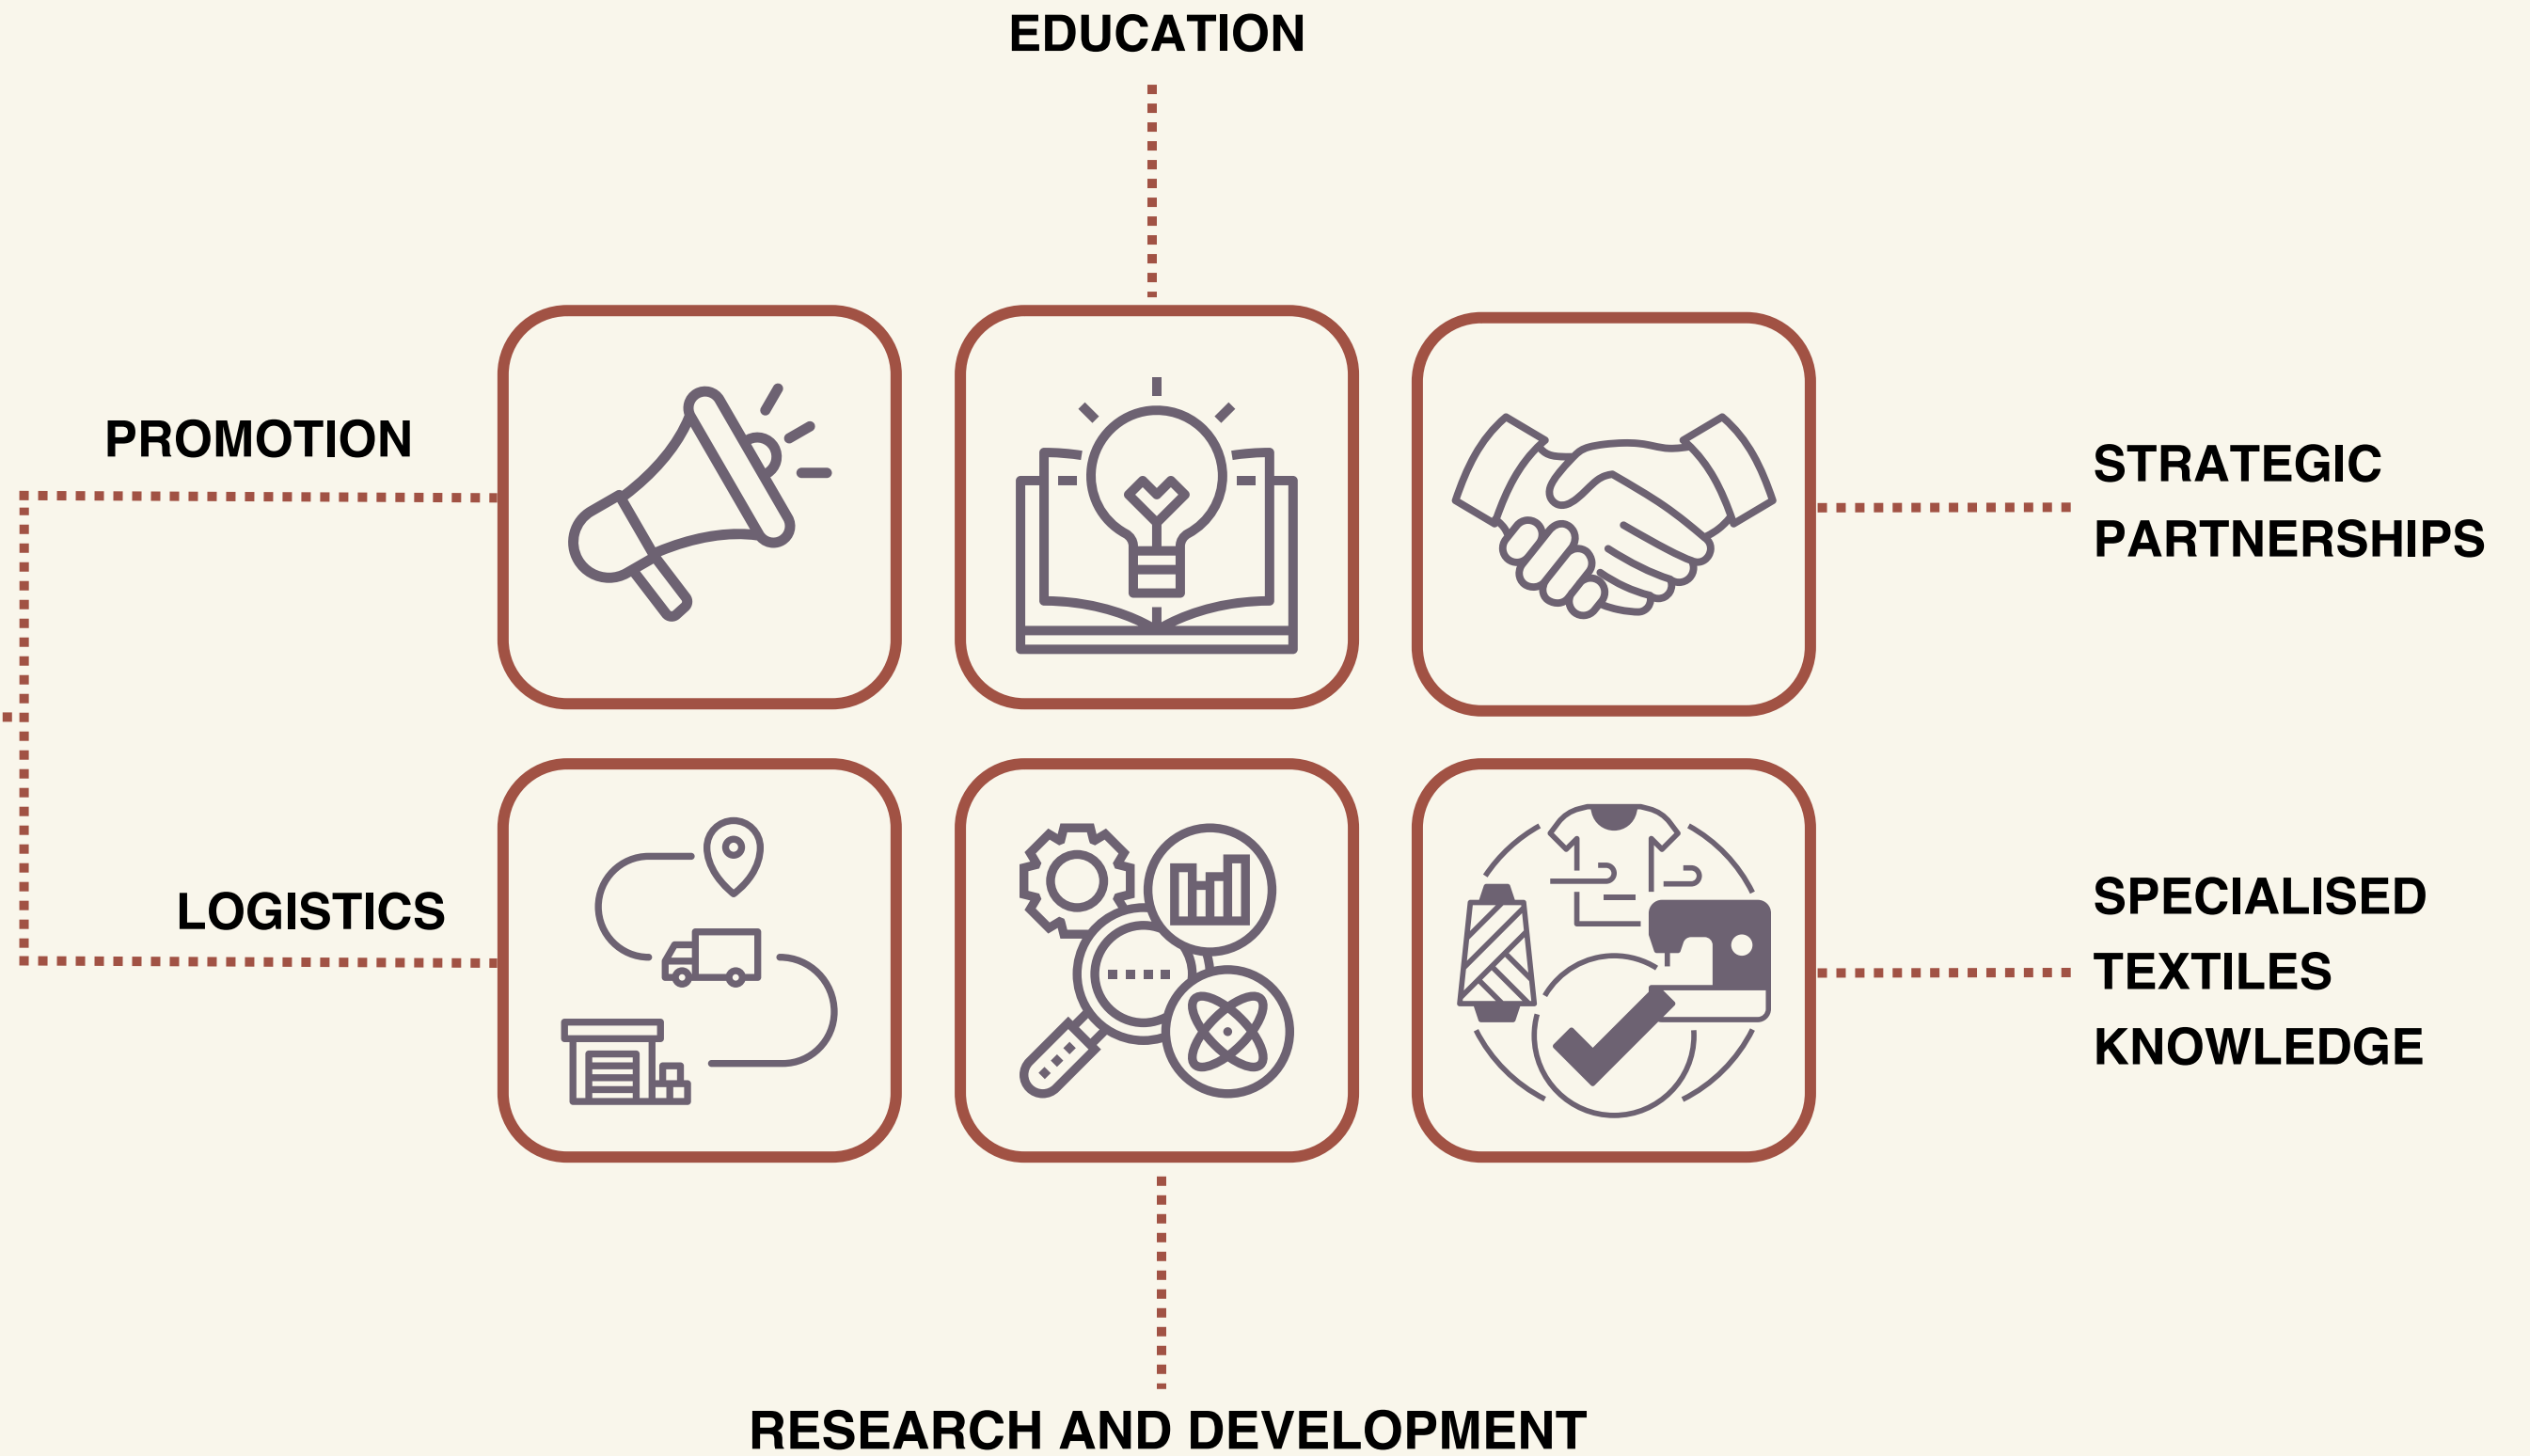 EDUCATION
PROMOTION
STRATEGIC
PARTNERSHIPS
LOGISTICS
SPECIALISED
TEXTILES
KNOWLEDGE
RESEARCH AND DEVELOPMENT